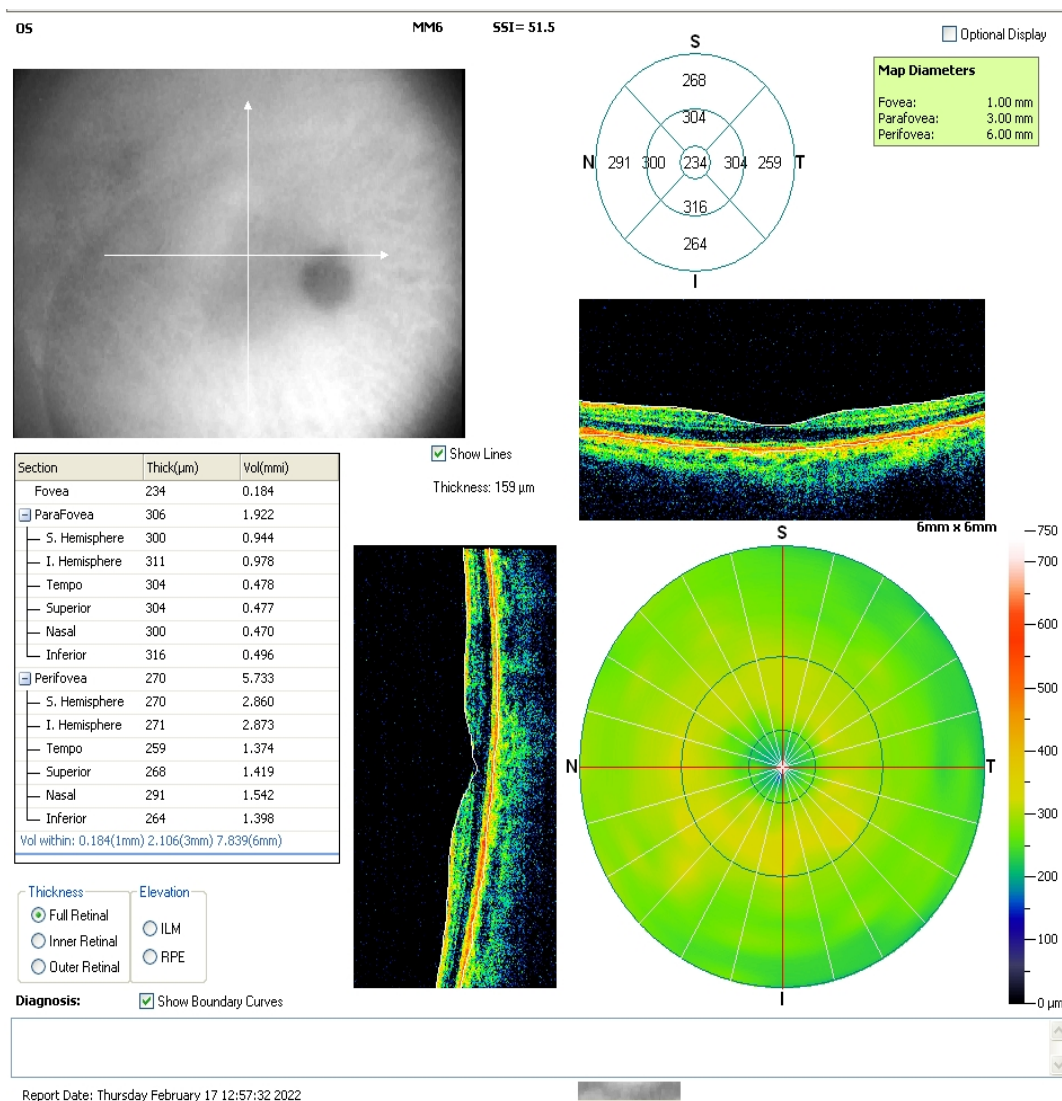 OS MM6 SSI= 51.5
Optional Display
S
268
304
N 291 300 234 304 259 T
316
264
I
Map Diameters
Fovea: 1.00 mm
Parafovea: 3.00 mm
Perifovea: 6.00 mm
Show Lines
Thickness: 159 µm
Section Thick(µm) Vol(mmi)
Fovea 234 0.184
ParaFovea 306 1.922
S. Hemisphere 300 0.944
I. Hemisphere 311 0.978
Tempo 304 0.478
Superior 304 0.477
Nasal 300 0.470
Inferior 316 0.496
Perifovea 270 5.733
S. Hemisphere 270 2.860
I. Hemisphere 271 2.873
Tempo 259 1.374
Superior 268 1.419
Nasal 291 1.542
Inferior 264 1.398
Vol within: 0.184(1mm) 2.106(3mm) 7.839(6mm)
6mm x 6mm
S
N T
I
750
700
600
500
400
300
200
100
0 µm
Thickness
Full Retinal
Inner Retinal
Outer Retinal
Elevation
ILM
RPE
Diagnosis:
Show Boundary Curves
Report Date: Thursday February 17 12:57:32 2022